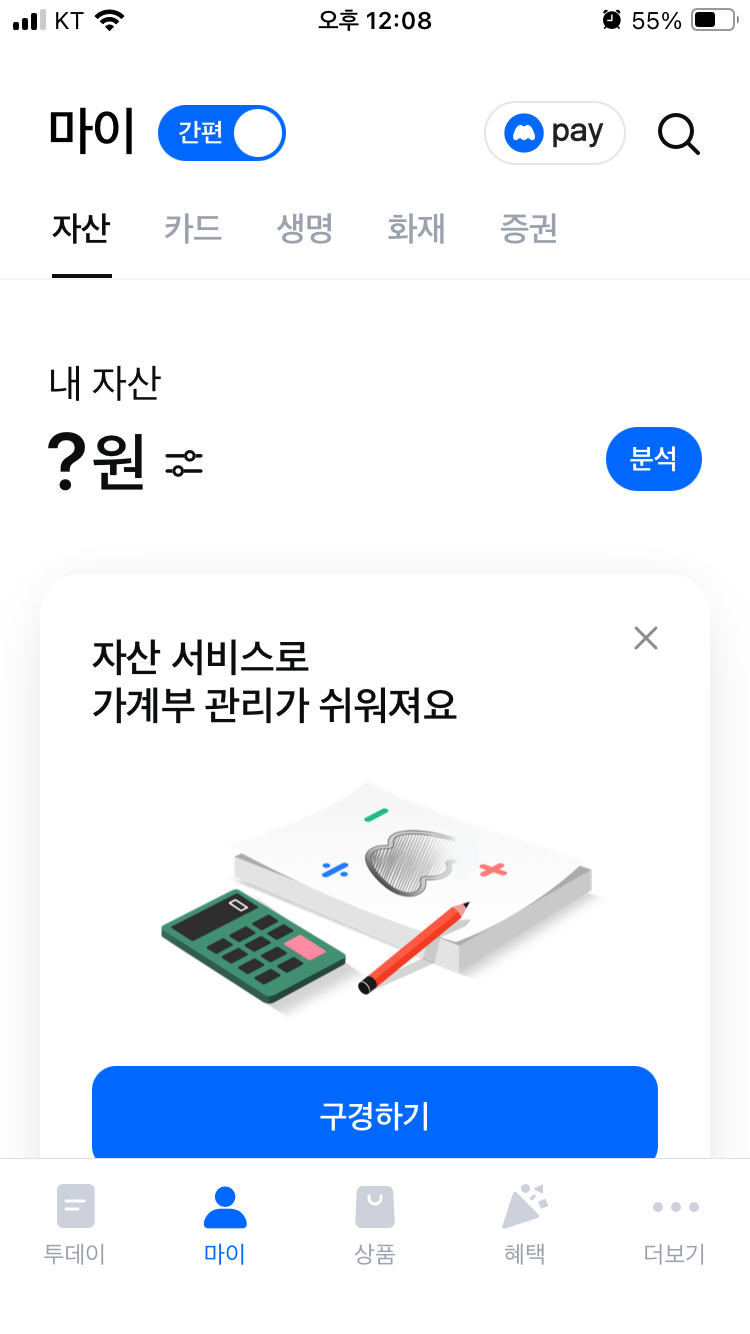 KT 오후 12:08 55%
마이 간편 pay
자산 카드 생명 화재 증권
내 자산
?원 분석
자산 서비스로
가계부 관리가 쉬워져요
구경하기
투데이 마이 상품 혜택 더보기